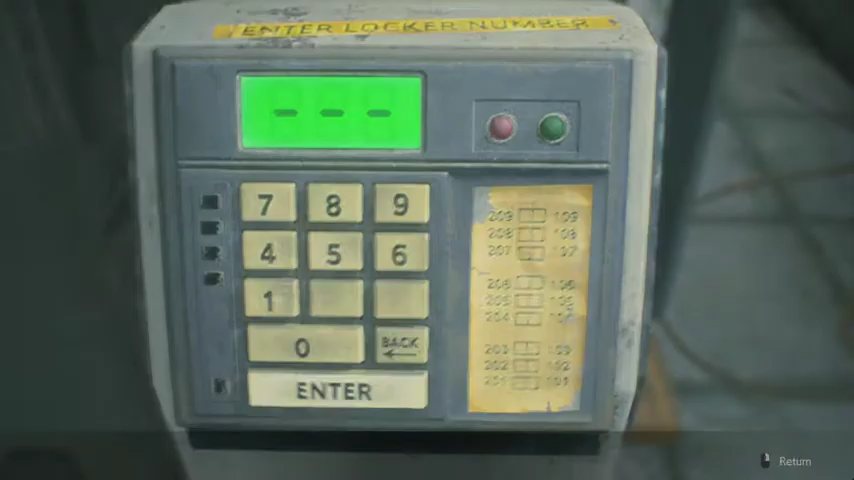 ENTER LOCKER NUMBER
- - -
7 8 9
4 5 6
1
0 BACK
ENTER
209 109
208 108
207 107
206 106
205
204
203
202 102
201 101
Return